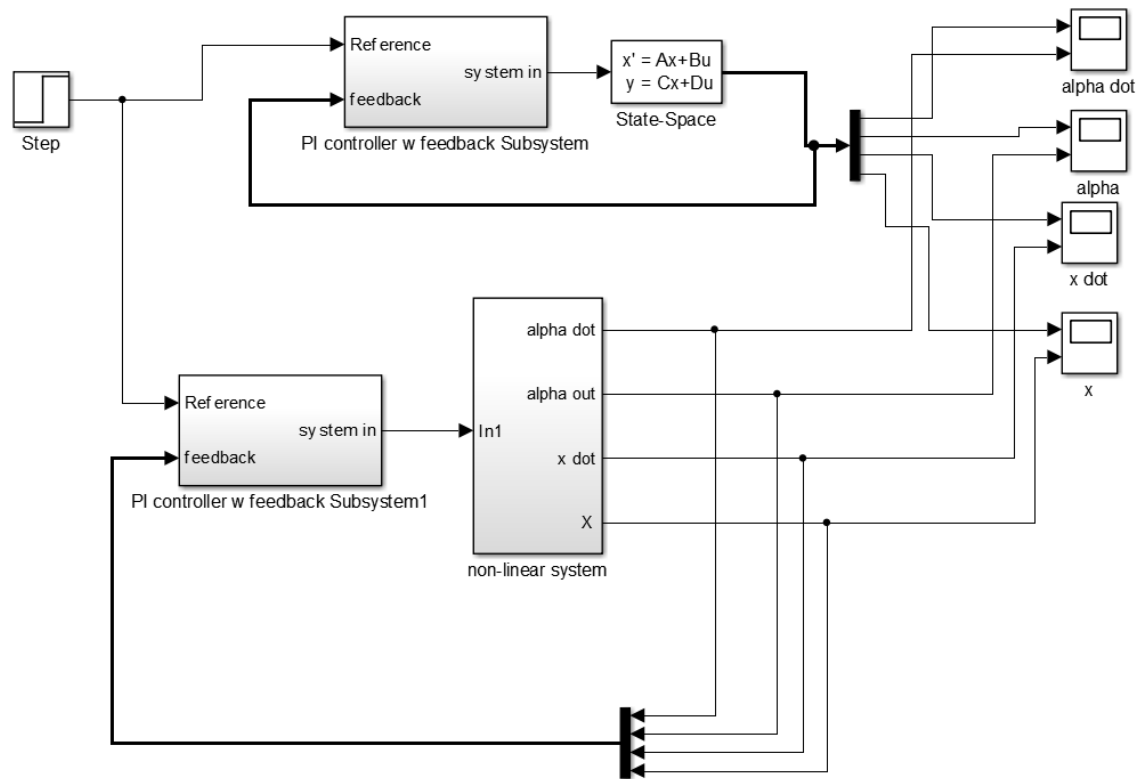 Reference
system in
feedback
PI controller w feedback Subsystem
x' = Ax+Bu
y = Cx+Du
State-Space
Step
alpha dot
alpha
x dot
x
alpha dot
alpha out
x dot
X
In1
non-linear system
Reference
system in
feedback
PI controller w feedback Subsystem1